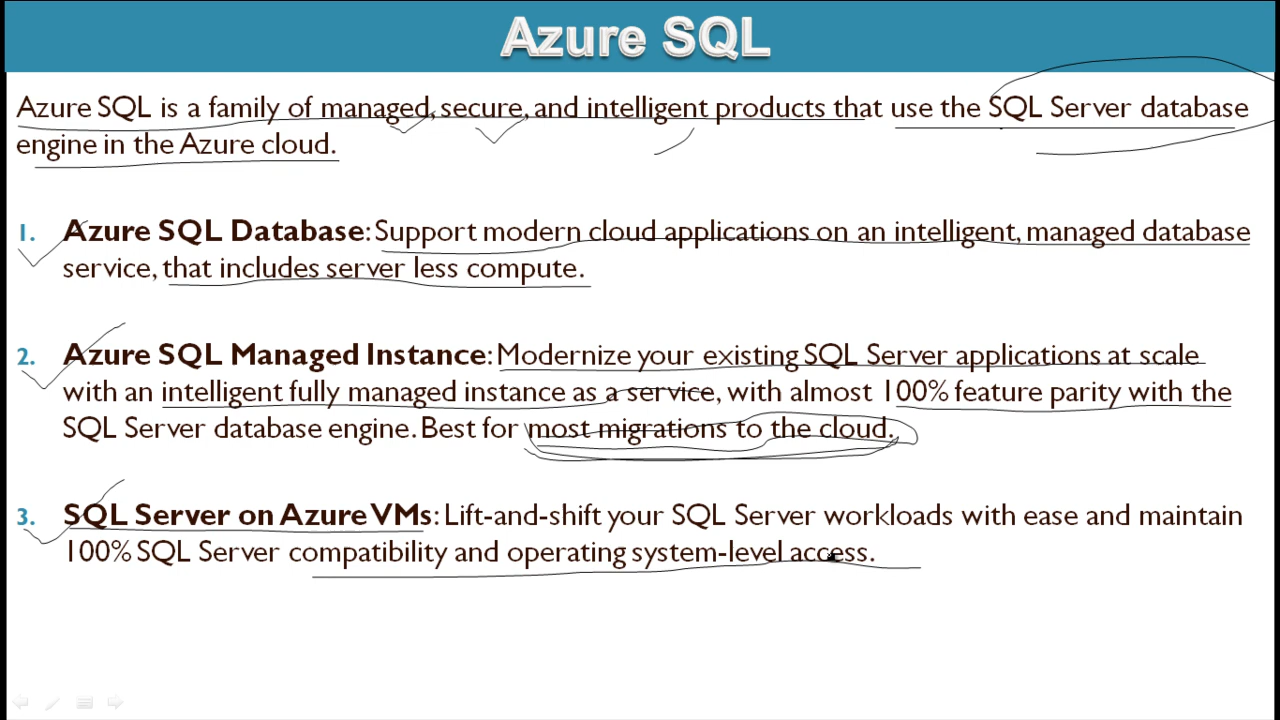 Azure SQL
Azure SQL is a family of managed, secure, and intelligent products that use the SQL Server database
engine in the Azure cloud.
1. Azure SQL Database: Support modern cloud applications on an intelligent, managed database
service, that includes server less compute.
2. Azure SQL Managed Instance: Modernize your existing SQL Server applications at scale
with an intelligent fully managed instance as a service, with almost 100% feature parity with the
SQL Server database engine. Best for most migrations to the cloud.
3. SQL Server on Azure VMs: Lift-and-shift your SQL Server workloads with ease and maintain
100% SQL Server compatibility and operating system-level access.